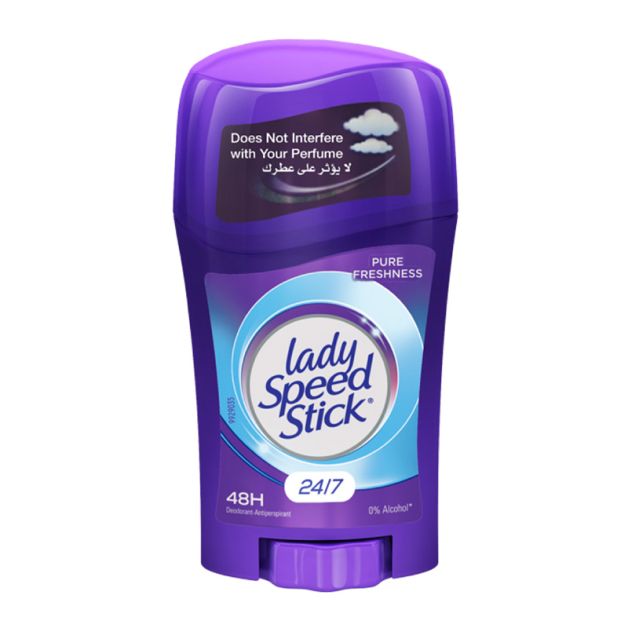 Does Not Interfere
with Your Perfume
لا يؤثر على عطرك
PURE
FRESHNESS
lady
Speed
Stick®
24/7
9929035
48H
Deodorant Antiperspirant
0% Alcohol*